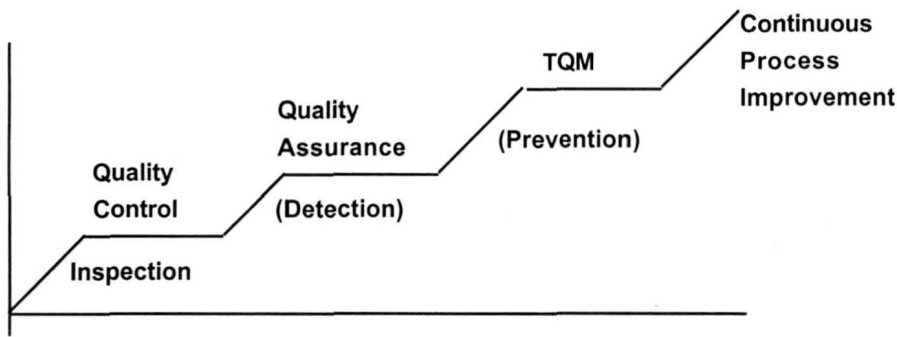 Quality
Control
Inspection
Quality
Assurance
(Detection)
TQM
(Prevention)
Continuous
Process
Improvement